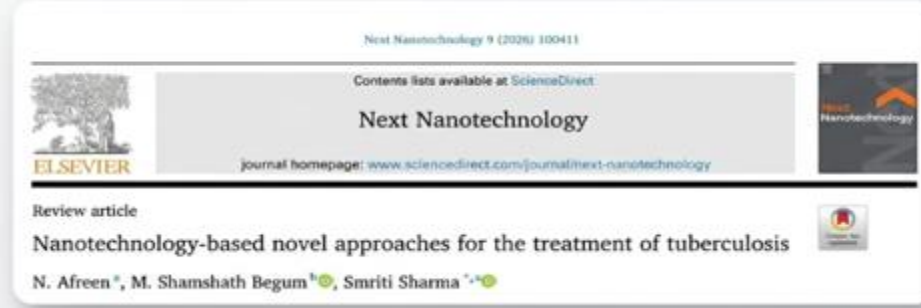 Next Nanotechnology 9 (2026) 100411
Contents lists available at ScienceDirect
Next Nanotechnology
journal homepage: www.sciencedirect.com/journal/next-nanotechnology
ELSEVIER
Next
Nanotechnology
Review article
Nanotechnology-based novel approaches for the treatment of tuberculosis
N. Afreen ᵃ, M. Shamshath Begum ᵇ, Smriti Sharma